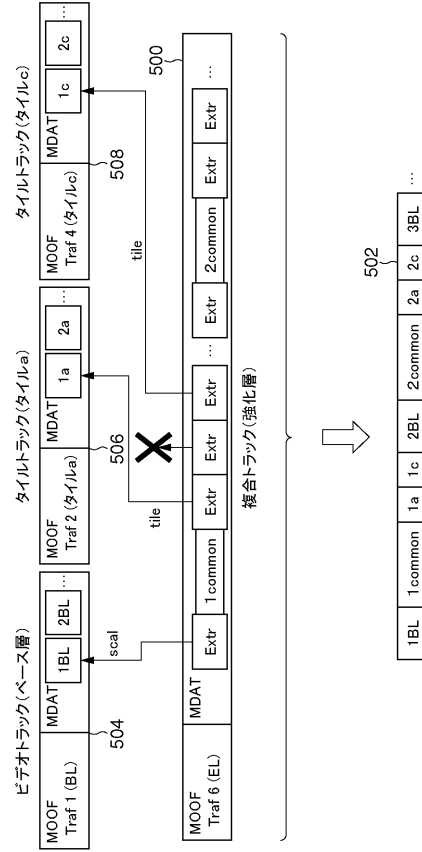 ビデオトラック(ベース層)
MOOF
Traf 1 (BL)
MDAT
1BL
2BL
…
504
タイルトラック(タイルa)
MOOF
Traf 2 (タイルa)
MDAT
1a
2a
…
506
タイルトラック(タイルc)
MOOF
Traf 4 (タイルc)
MDAT
1c
2c
…
508
scal
tile
tile
500
MOOF
Traf 6 (EL)
MDAT
Extr
1common
Extr
Extr
Extr
…
Extr
2common
Extr
Extr
…
複合トラック(強化層)
502
1BL
1common
1a
1c
2BL
2common
2a
2c
3BL
…